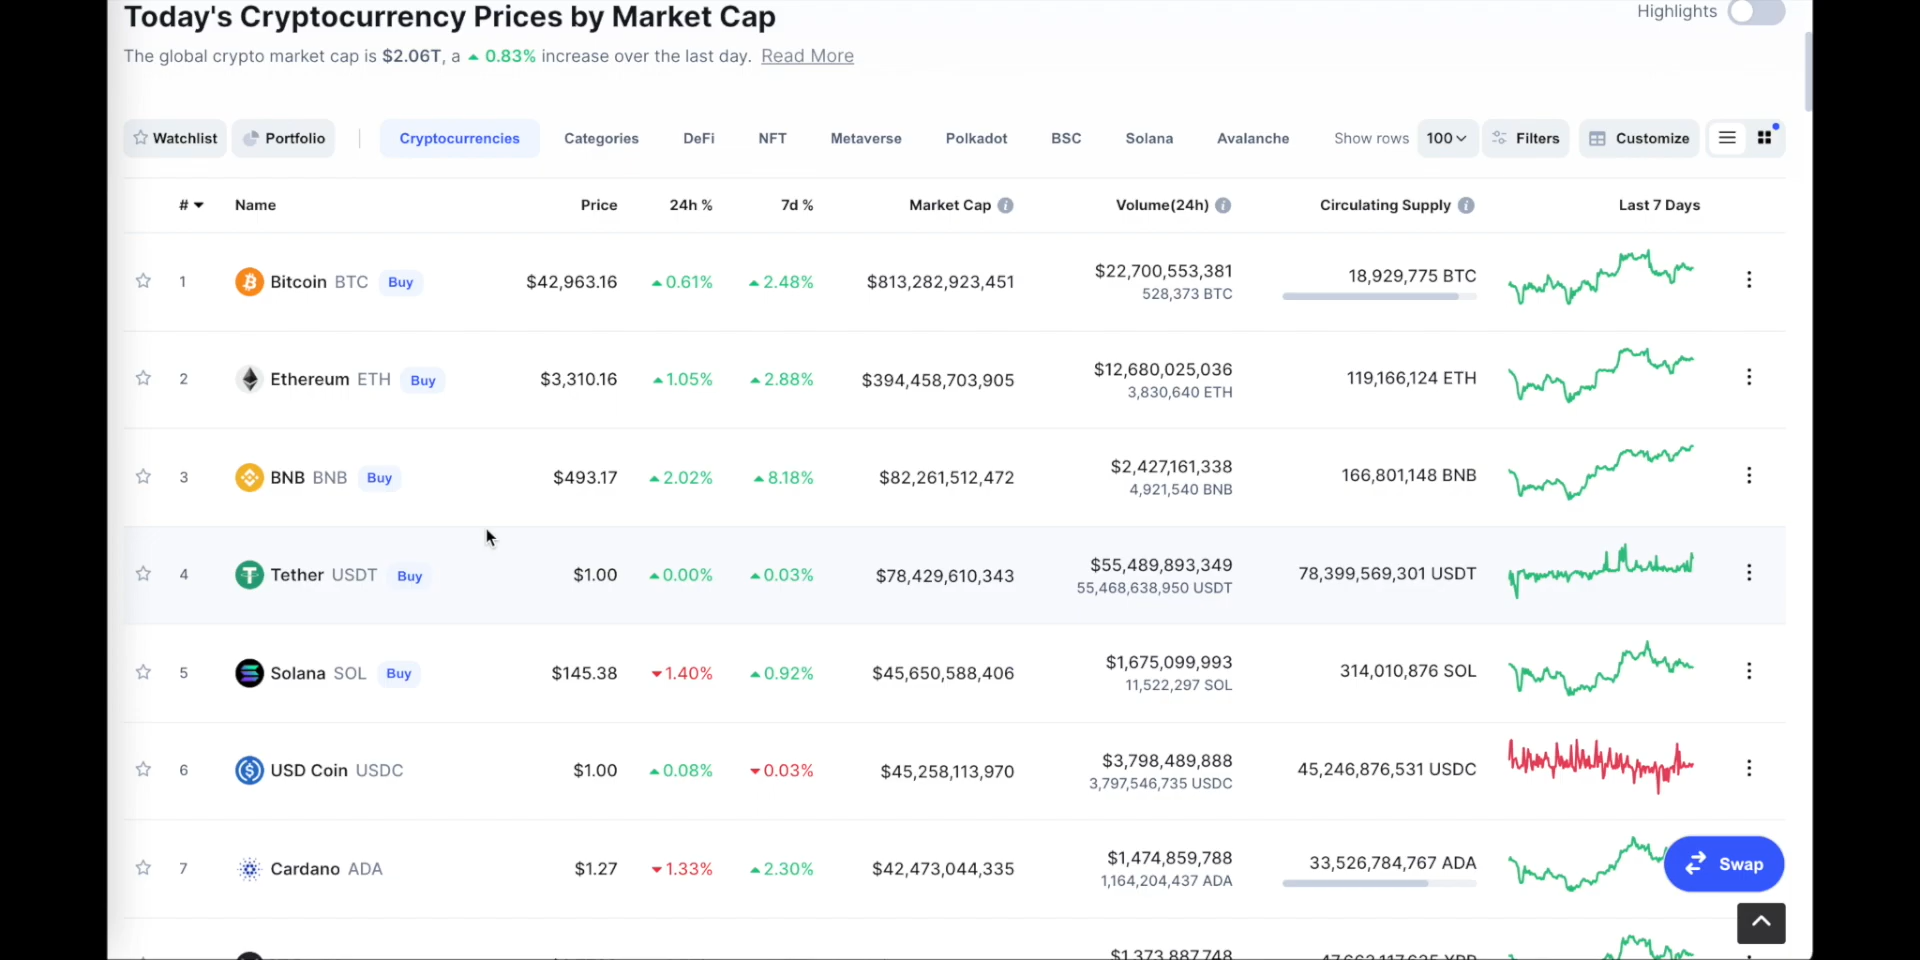 Today's Cryptocurrency Prices by Market Cap
Highlights
The global crypto market cap is $2.06T, a ▲ 0.83% increase over the last day. Read More
Watchlist Portfolio Cryptocurrencies Categories DeFi NFT Metaverse Polkadot BSC Solana Avalanche Show rows 100 Filters Customize
# Name Price 24h % 7d % Market Cap Volume(24h) Circulating Supply Last 7 Days
1 Bitcoin BTC Buy $42,963.16 0.61% 2.48% $813,282,923,451 $22,700,553,381 18,929,775 BTC
528,373 BTC
2 Ethereum ETH Buy $3,310.16 1.05% 2.88% $394,458,703,905 $12,680,025,036 119,166,124 ETH
3,830,640 ETH
3 BNB BNB Buy $493.17 2.02% 8.18% $82,261,512,472 $2,427,161,338 166,801,148 BNB
4,921,540 BNB
4 Tether USDT Buy $1.00 0.00% 0.03% $78,429,610,343 $55,489,893,349 78,399,569,301 USDT
55,468,638,950 USDT
5 Solana SOL Buy $145.38 1.40% 0.92% $45,650,588,406 $1,675,099,993 314,010,876 SOL
11,522,297 SOL
6 USD Coin USDC $1.00 0.08% 0.03% $45,258,113,970 $3,798,489,888 45,246,876,531 USDC
3,797,546,735 USDC
7 Cardano ADA $1.27 1.33% 2.30% $42,473,044,335 $1,474,859,788 33,526,784,767 ADA
1,164,204,437 ADA
Swap
$1,373,887,748